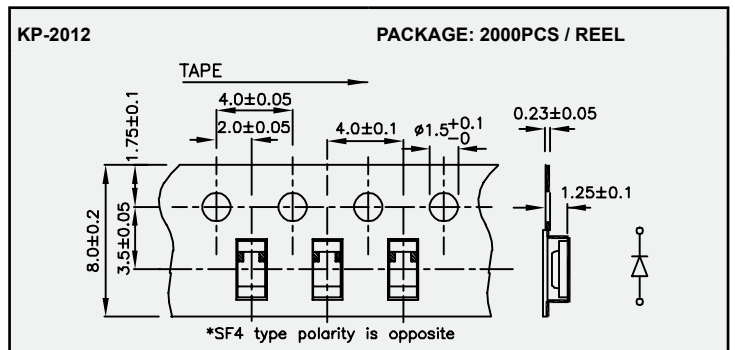 KP-2012 PACKAGE: 2000PCS / REEL
TAPE
4.0±0.05
2.0±0.05
4.0±0.1
ø1.5+0.1
-0
0.23±0.05
1.75±0.1
1.25±0.1
8.0±0.2
3.5±0.05
*SF4 type polarity is opposite